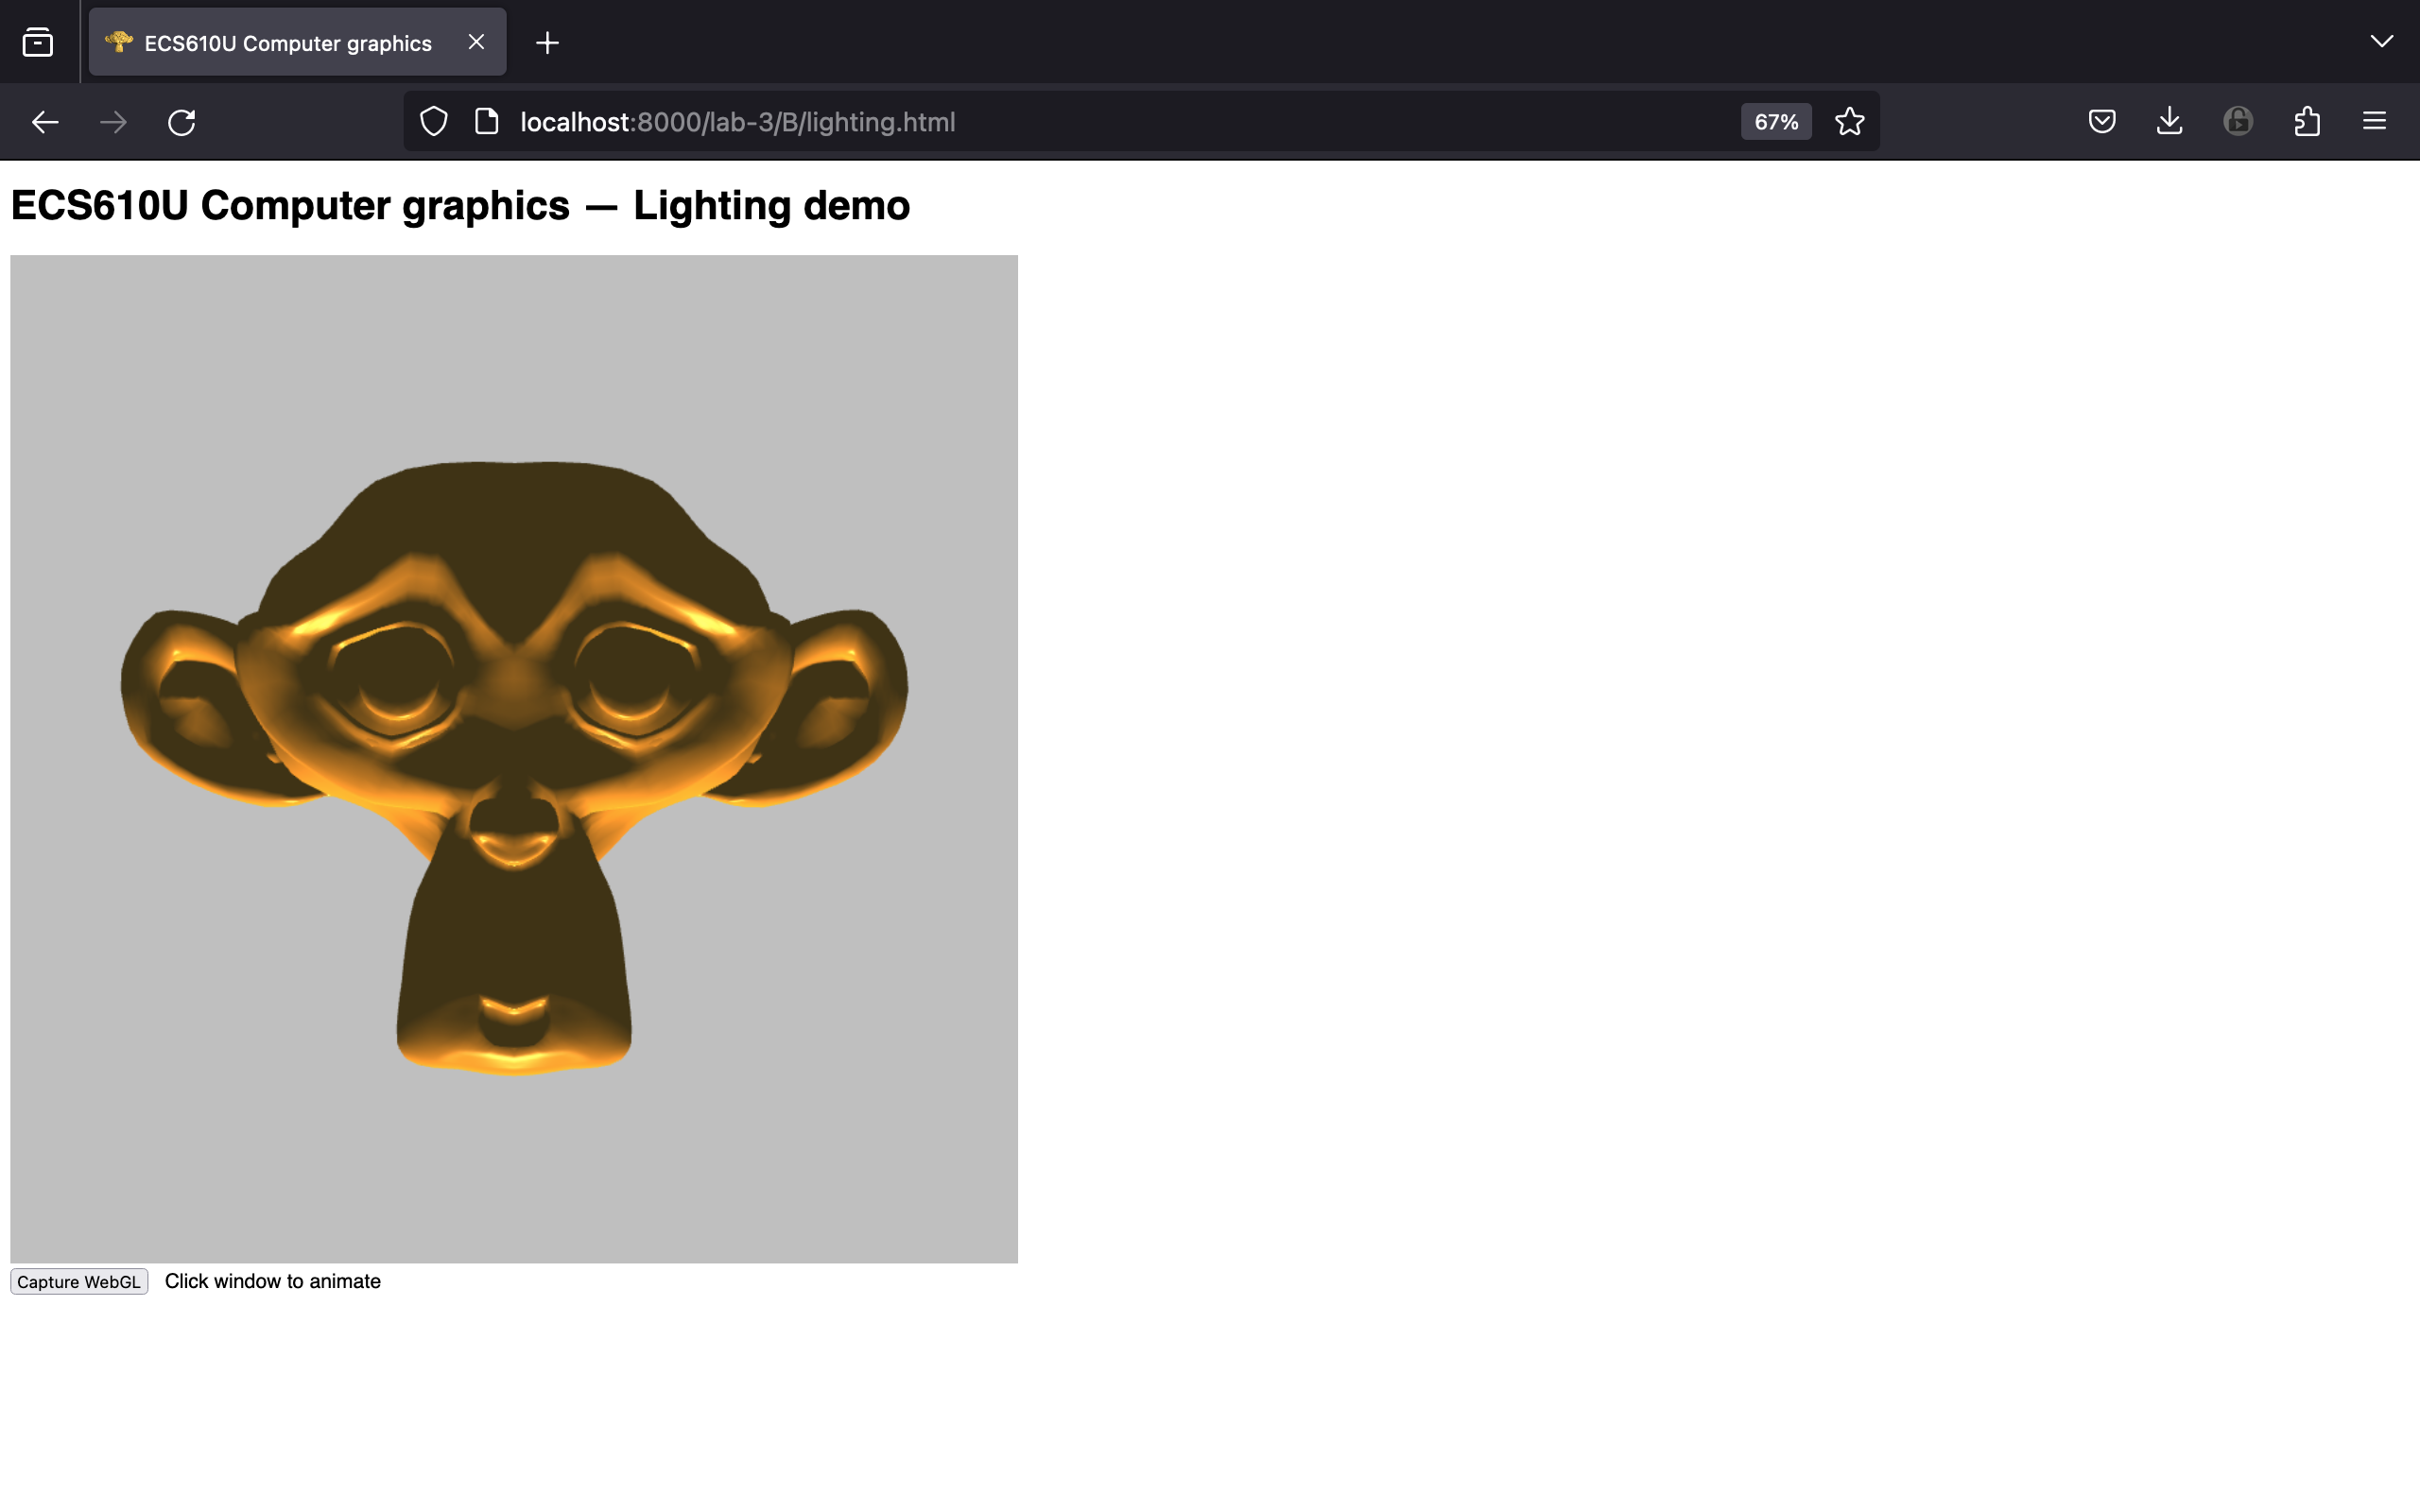 ECS610U Computer graphics
localhost:8000/lab-3/B/lighting.html
67%
ECS610U Computer graphics — Lighting demo
Capture WebGL
Click window to animate